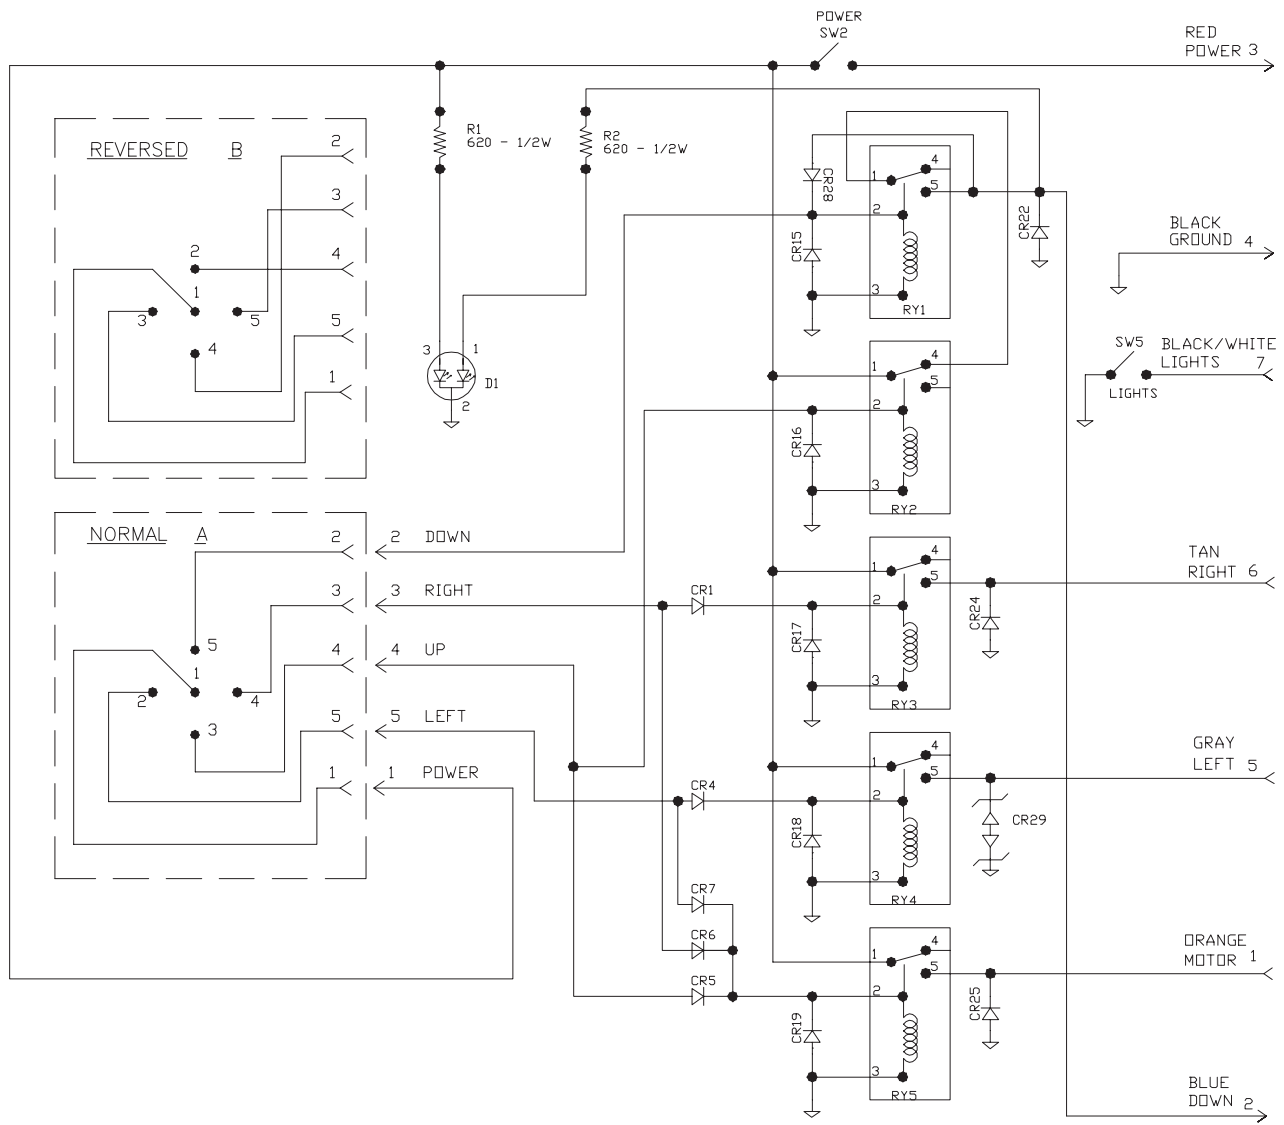 POWER
SW2
RED
POWER 3
REVERSED B
2
3
4
5
1
2
1
3
5
4
R1
620 - 1/2W
R2
620 - 1/2W
3
1
D1
2
CR28
CR15
1
4
5
2
3
RY1
CR22
BLACK
GROUND 4
SW5
LIGHTS
BLACK/WHITE
LIGHTS 7
CR16
1
4
5
2
3
RY2
NORMAL A
2
3
4
5
1
5
1
2
4
3
2 DOWN
3 RIGHT
4 UP
5 LEFT
1 POWER
CR1
CR17
1
4
5
2
3
RY3
CR24
TAN
RIGHT 6
CR4
CR18
1
4
5
2
3
RY4
CR29
GRAY
LEFT 5
CR7
CR6
CR5
CR19
1
4
5
2
3
RY5
CR25
ORANGE
MOTOR 1
BLUE
DOWN 2